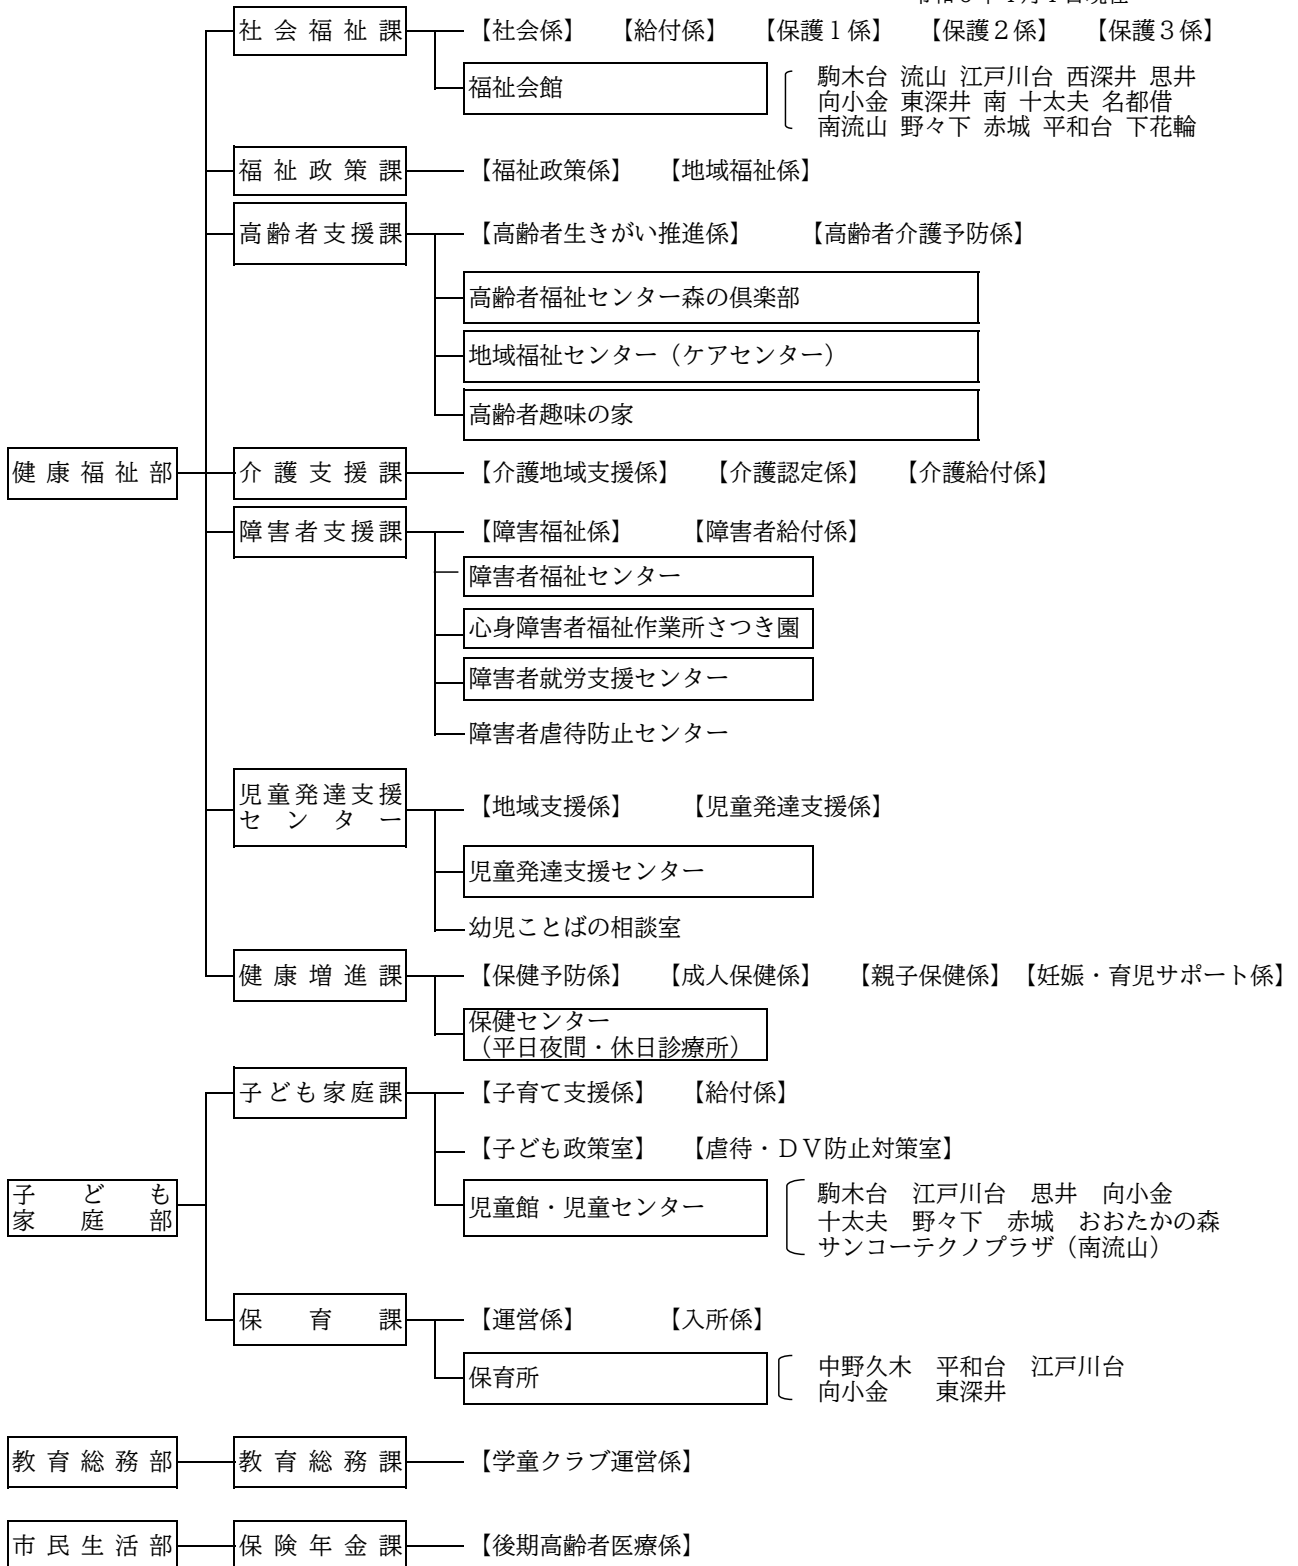 社会福祉課 【社会係】 【給付係】 【保護1係】 【保護2係】 【保護3係】
福祉会館
駒木台 流山 江戸川台 西深井 思井
向小金 東深井 南 十太夫 名都借
南流山 野々下 赤城 平和台 下花輪
福祉政策課 【福祉政策係】 【地域福祉係】
高齢者支援課 【高齢者生きがい推進係】 【高齢者介護予防係】
高齢者福祉センター森の倶楽部
地域福祉センター（ケアセンター）
高齢者趣味の家
健康福祉部 介護支援課 【介護地域支援係】 【介護認定係】 【介護給付係】
障害者支援課 【障害福祉係】 【障害者給付係】
障害者福祉センター
心身障害者福祉作業所さつき園
障害者就労支援センター
障害者虐待防止センター
児童発達支援
センター
【地域支援係】 【児童発達支援係】
児童発達支援センター
幼児ことばの相談室
健康増進課 【保健予防係】 【成人保健係】 【親子保健係】【妊娠・育児サポート係】
保健センター
（平日夜間・休日診療所）
子ども家庭課 【子育て支援係】 【給付係】
【子ども政策室】 【虐待・ＤＶ防止対策室】
子ども
家庭部
児童館・児童センター
駒木台 江戸川台 思井 向小金
十太夫 野々下 赤城 おおたかの森
サンコーテクノプラザ（南流山）
保育課 【運営係】 【入所係】
保育所
中野久木 平和台 江戸川台
向小金 東深井
教育総務部 教育総務課 【学童クラブ運営係】
市民生活部 保険年金課 【後期高齢者医療係】